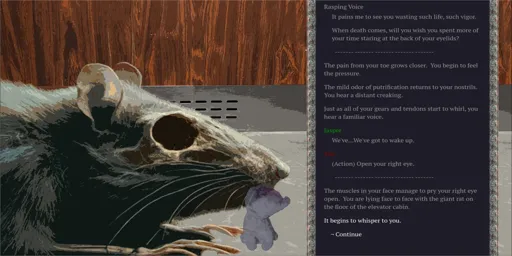 Rasping Voice
It pains me to see you wasting such life, such vigor.
When death comes, will you wish you spent more of
your time staring at the back of your eyelids?
The pain from your toe grows closer. You begin to feel
the pressure.
The mild odor of putrification returns to your nostrils.
You hear a distant creaking.
Just as all of your gears and tendons start to whirl, you
hear a familiar voice.
We've...We've got to wake up.
(Action) Open your right eye.
The muscles in your face manage to pry your right eye
open. You are lying face to face with the giant rat on
the floor of the elevator cabin.
It begins to whisper to you.
~ Continue